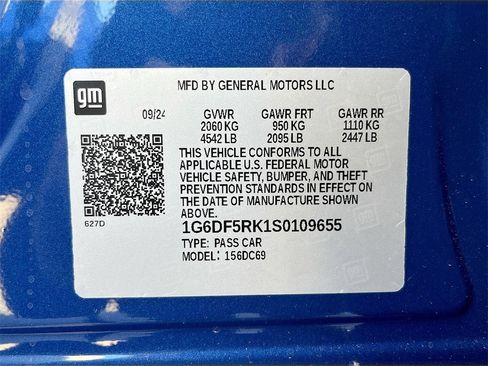 gm
MFD BY GENERAL MOTORS LLC
09/24 GVWR GAWR FRT GAWR RR
2060 KG 950 KG 1110 KG
4542 LB 2095 LB 2447 LB
THIS VEHICLE CONFORMS TO ALL
APPLICABLE U.S. FEDERAL MOTOR
VEHICLE SAFETY, BUMPER, AND THEFT
PREVENTION STANDARDS IN EFFECT ON THE
DATE OF MANUFACTURE SHOWN
ABOVE.
627D
1G6DF5RK1S0109655
TYPE: PASS CAR
MODEL: 156DC69